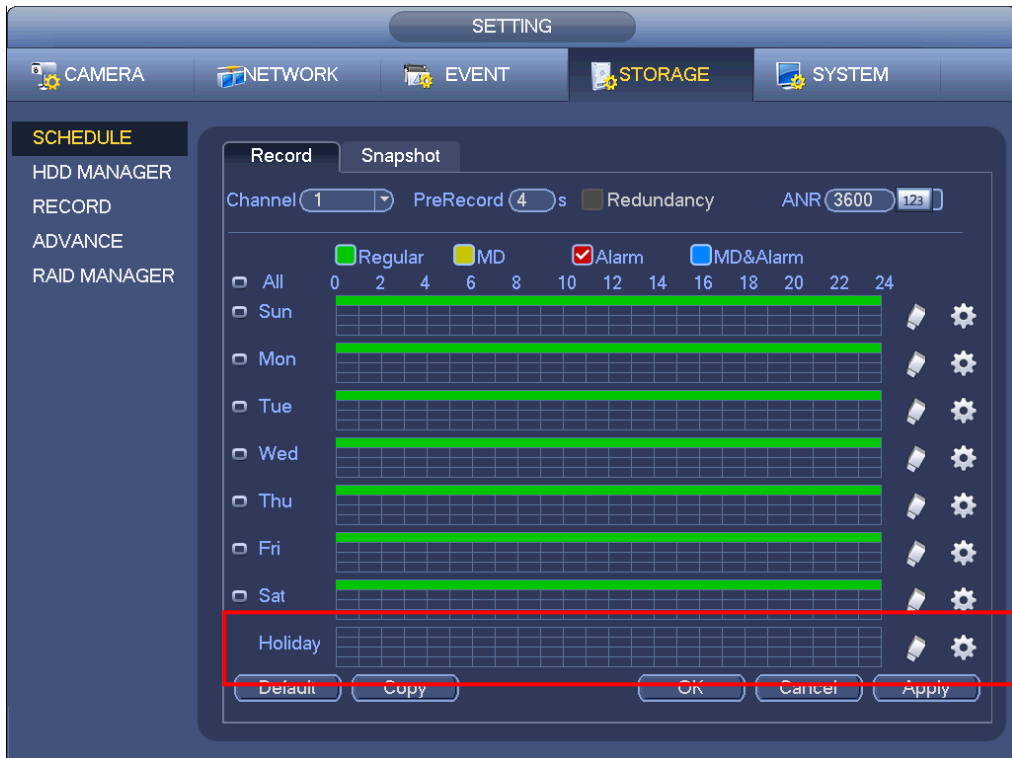 SETTING
CAMERA NETWORK EVENT STORAGE SYSTEM
SCHEDULE
HDD MANAGER
RECORD
ADVANCE
RAID MANAGER
Record Snapshot
Channel 1 PreRecord 4 s Redundancy ANR 3600 123
Regular MD Alarm MD&Alarm
All 0 2 4 6 8 10 12 14 16 18 20 22 24
Sun
Mon
Tue
Wed
Thu
Fri
Sat
Holiday
Default Copy OK Cancel Apply